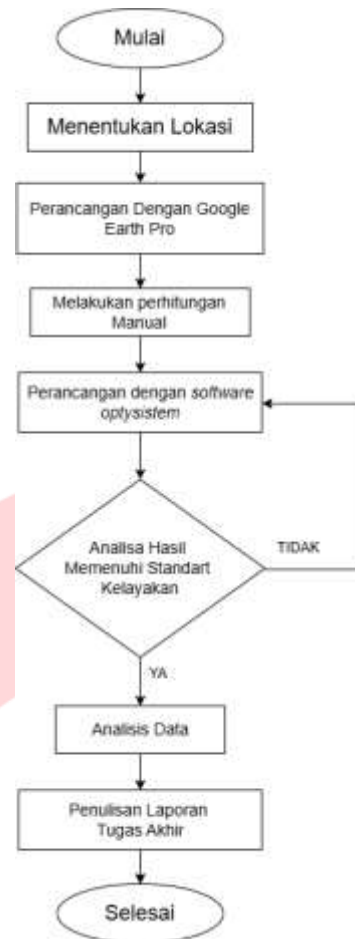 Mulai
Menentukan Lokasi
Perancangan Dengan Google
Earth Pro
Melakukan perhitungan
Manual
Perancangan dengan software
optysistem
Analisa Hasil
Memenuhi Standart
Kelayakan
TIDAK
YA
Analisis Data
Penulisan Laporan
Tugas Akhir
Selesai